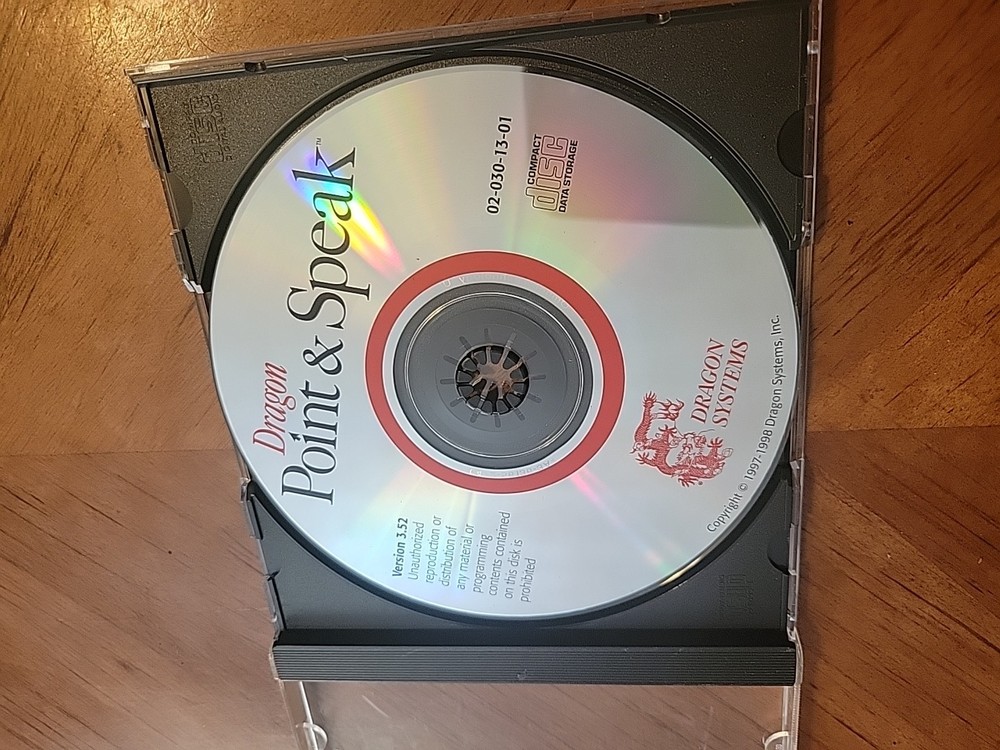 Dragon
Point & Speak™
Version 3.52
Unauthorized
reproduction or
distribution of
any material or
programming
contents contained
on this disk is
prohibited
02-030-13-01
COMPACT
disc
DATA STORAGE
DRAGON
SYSTEMS
Copyright © 1997-1998 Dragon Systems, Inc.